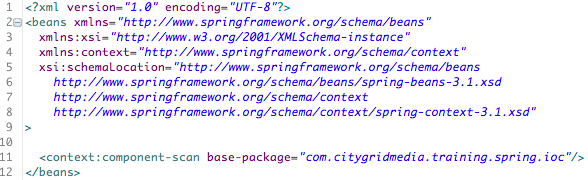 1 <?xml version="1.0" encoding="UTF-8"?>
2 <beans xmlns="http://www.springframework.org/schema/beans"
3 xmlns:xsi="http://www.w3.org/2001/XMLSchema-instance"
4 xmlns:context="http://www.springframework.org/schema/context"
5 xsi:schemaLocation="http://www.springframework.org/schema/beans
6 http://www.springframework.org/schema/beans/spring-beans-3.1.xsd
7 http://www.springframework.org/schema/context
8 http://www.springframework.org/schema/context/spring-context-3.1.xsd"
9 >
10
11 <context:component-scan base-package="com.citygridmedia.training.spring.ioc"/>
12 </beans>